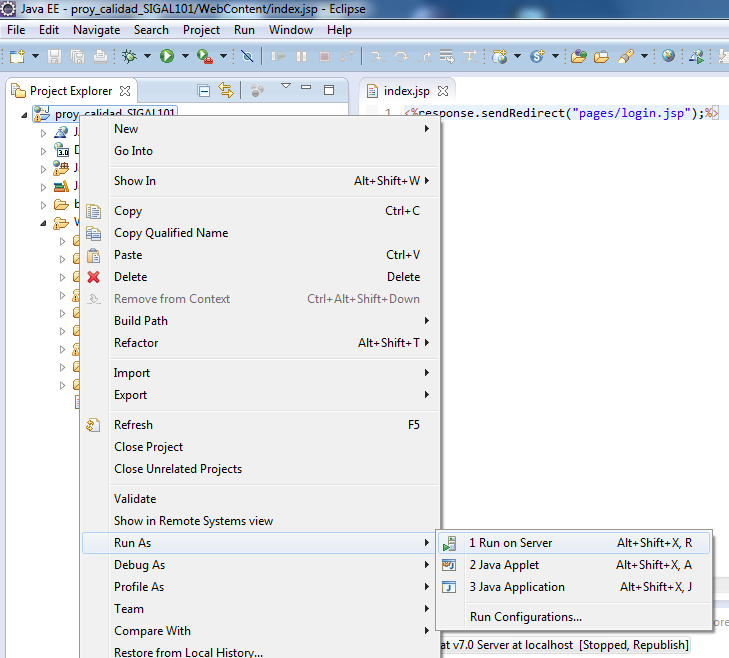 Java EE - proy_calidad_SIGAL101/WebContent/index.jsp - Eclipse
File Edit Navigate Search Project Run Window Help
Project Explorer
index.jsp
proy_calidad_SIGAL101
1 <%response.sendRedirect("pages/login.jsp");%>
New
Go Into
Show In Alt+Shift+W
Copy Ctrl+C
Copy Qualified Name
Paste Ctrl+V
Delete Delete
Remove from Context Ctrl+Alt+Shift+Down
Build Path
Refactor Alt+Shift+T
Import
Export
Refresh F5
Close Project
Close Unrelated Projects
Validate
Show in Remote Systems view
Run As
1 Run on Server Alt+Shift+X, R
Debug As
2 Java Applet Alt+Shift+X, A
Profile As
3 Java Application Alt+Shift+X, J
Team
Run Configurations...
Compare With
at v7.0 Server at localhost [Stopped, Republish]
Restore from Local History...